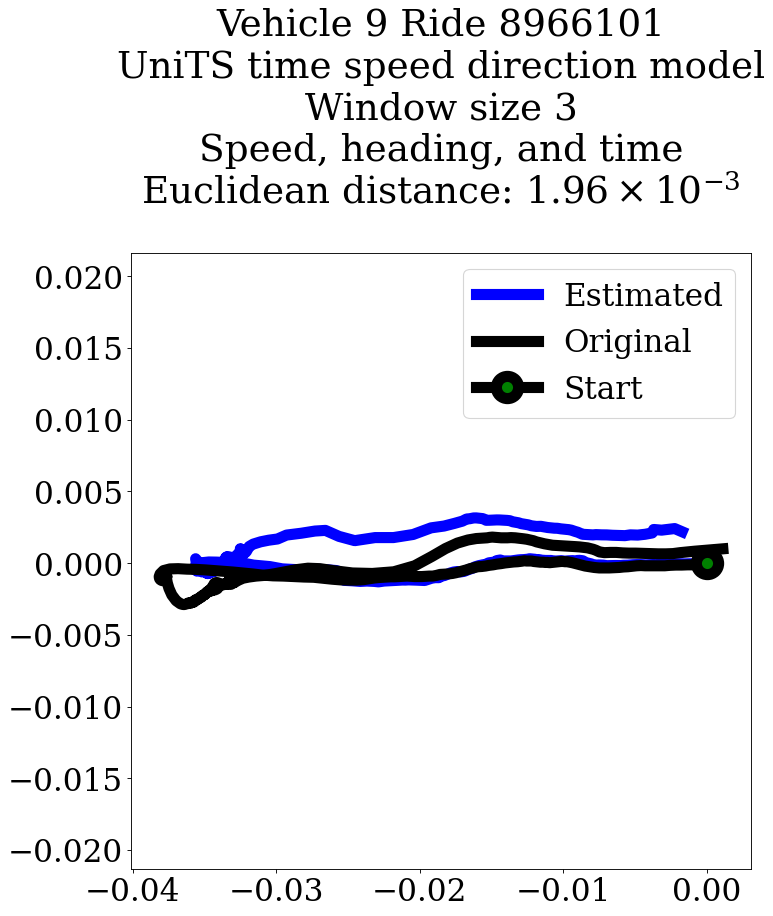 Vehicle 9 Ride 8966101
UniTS time speed direction model
Window size 3
Speed, heading, and time
Euclidean distance: 1.96 × 10⁻³
Estimated
Original
Start
0.020
0.015
0.010
0.005
0.000
−0.005
−0.010
−0.015
−0.020
−0.04
−0.03
−0.02
−0.01
0.00